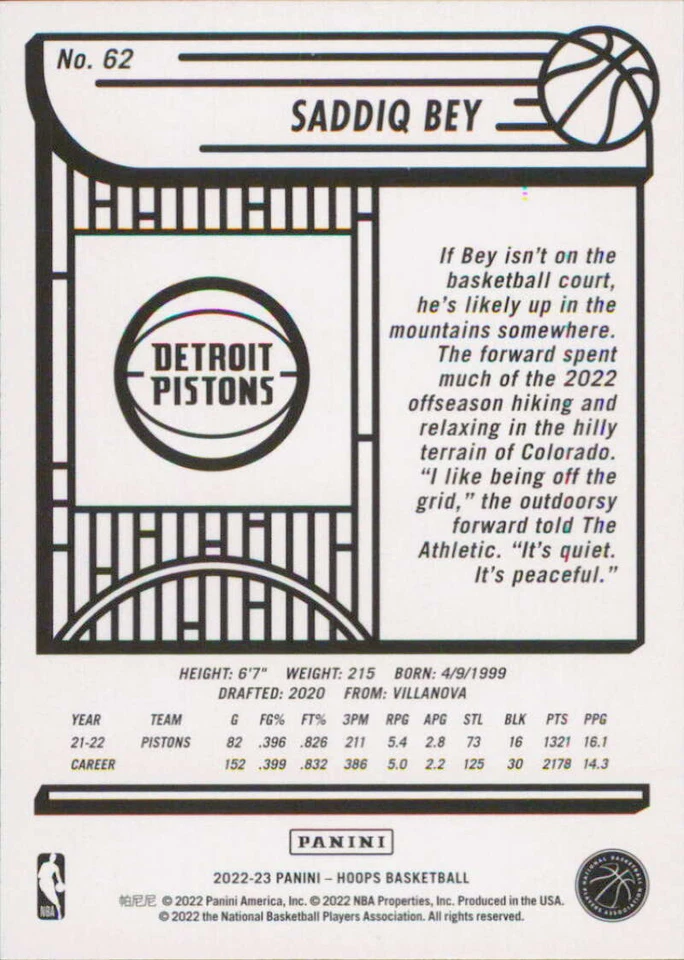 No. 62
SADDIQ BEY
DETROIT
PISTONS
If Bey isn't on the
basketball court,
he's likely up in the
mountains somewhere.
The forward spent
much of the 2022
offseason hiking and
relaxing in the hilly
terrain of Colorado.
“I like being off the
grid,” the outdoorsy
forward told The
Athletic. “It's quiet.
It's peaceful.”
HEIGHT: 6'7" WEIGHT: 215 BORN: 4/9/1999
DRAFTED: 2020 FROM: VILLANOVA
YEAR TEAM G FG% FT% 3PM RPG APG STL BLK PTS PPG
21-22 PISTONS 82 .396 .826 211 5.4 2.8 73 16 1321 16.1
CAREER 152 .399 .832 386 5.0 2.2 125 30 2178 14.3
PANINI
2022-23 PANINI – HOOPS BASKETBALL
帕尼尼 © 2022 Panini America, Inc. © 2022 NBA Properties, Inc. Produced in the USA.
© 2022 the National Basketball Players Association. All rights reserved.
NBA
NATIONAL BASKETBALL
PLAYERS ASSOCIATION